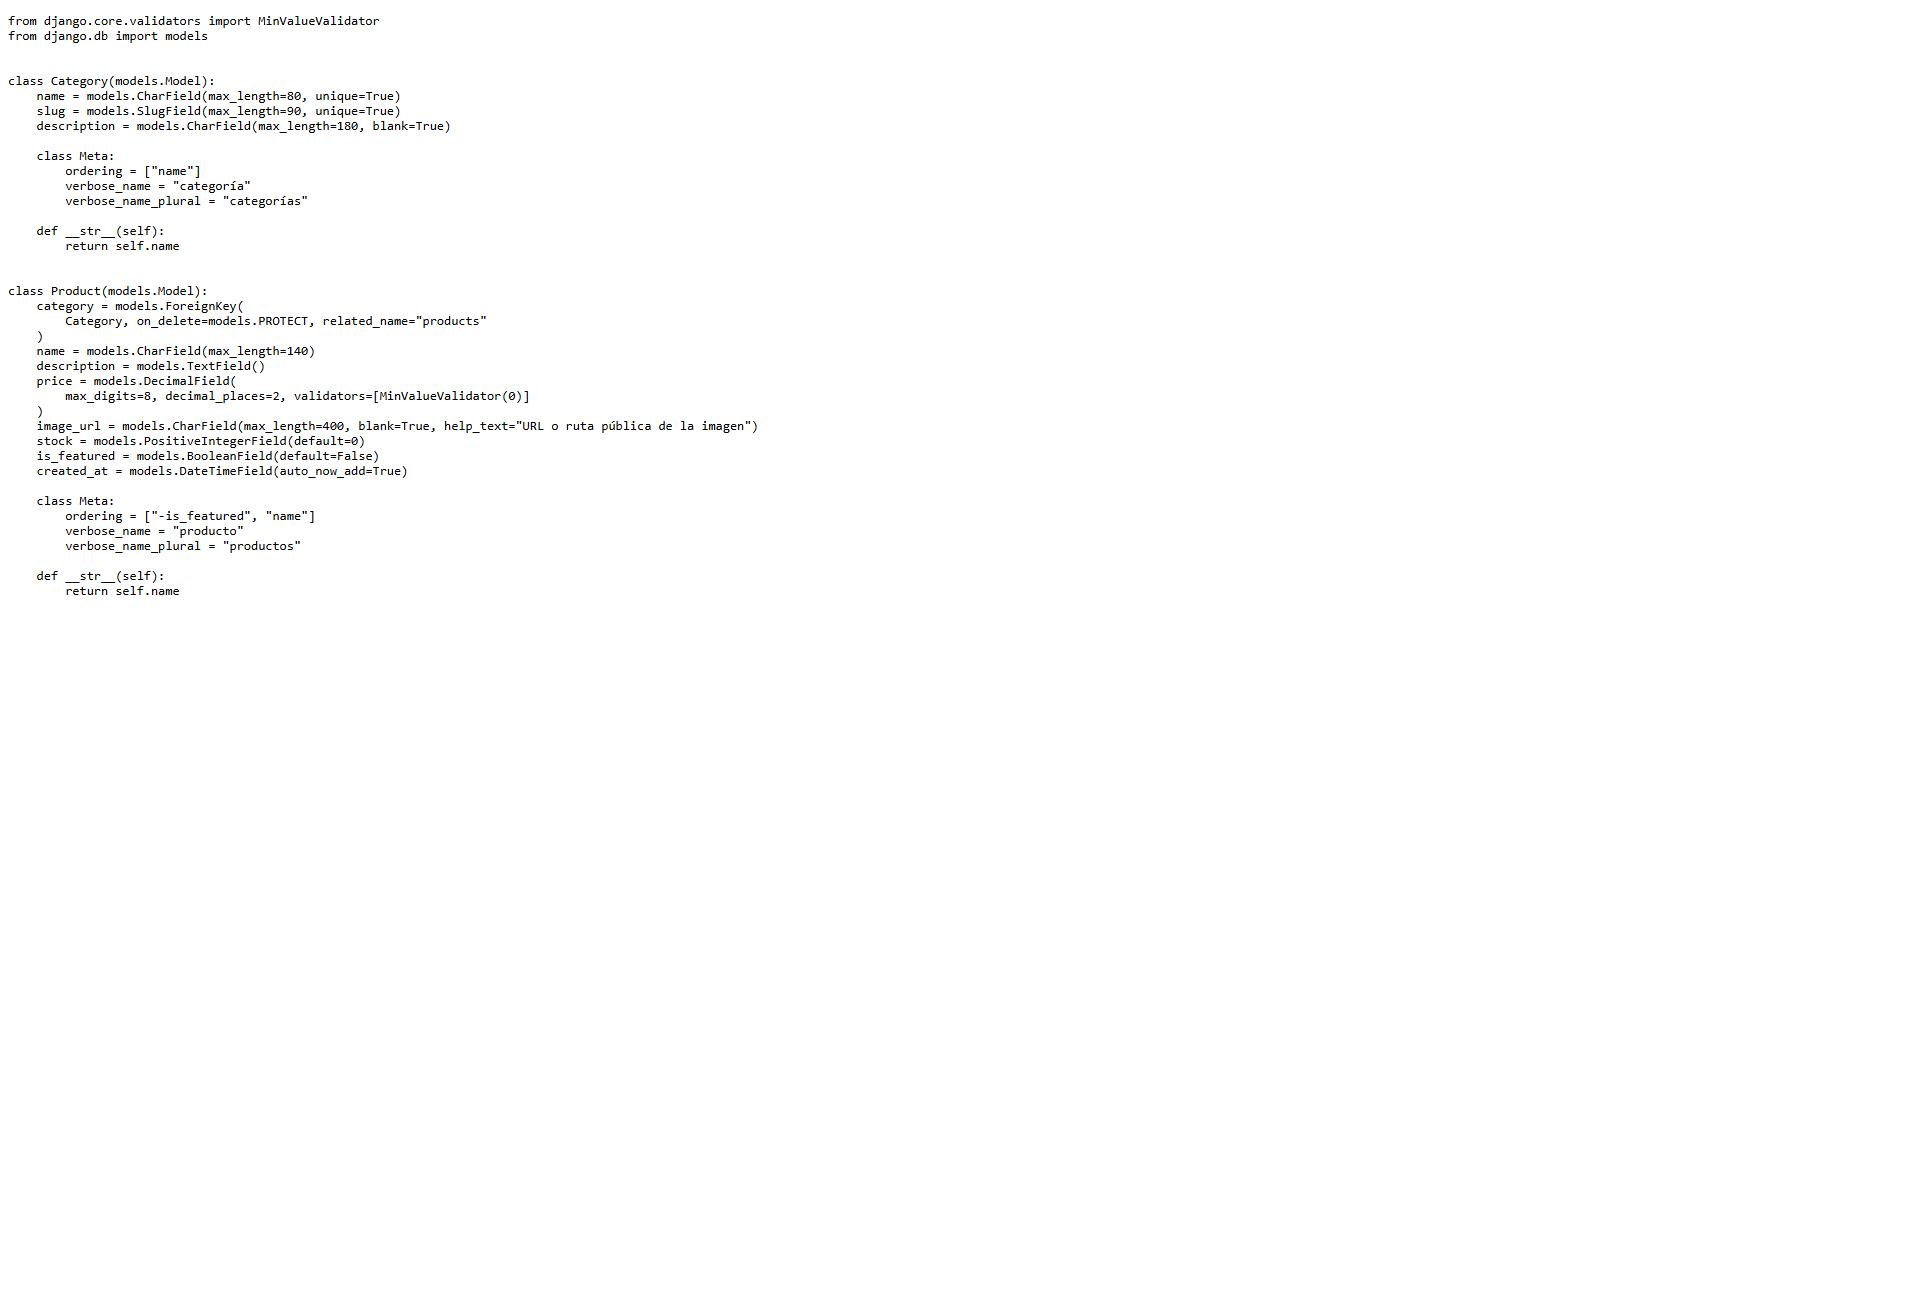 from django.core.validators import MinValueValidator
from django.db import models


class Category(models.Model):
    name = models.CharField(max_length=80, unique=True)
    slug = models.SlugField(max_length=90, unique=True)
    description = models.CharField(max_length=180, blank=True)

    class Meta:
        ordering = ["name"]
        verbose_name = "categoría"
        verbose_name_plural = "categorías"

    def __str__(self):
        return self.name


class Product(models.Model):
    category = models.ForeignKey(
        Category, on_delete=models.PROTECT, related_name="products"
    )
    name = models.CharField(max_length=140)
    description = models.TextField()
    price = models.DecimalField(
        max_digits=8, decimal_places=2, validators=[MinValueValidator(0)]
    )
    image_url = models.CharField(max_length=400, blank=True, help_text="URL o ruta pública de la imagen")
    stock = models.PositiveIntegerField(default=0)
    is_featured = models.BooleanField(default=False)
    created_at = models.DateTimeField(auto_now_add=True)

    class Meta:
        ordering = ["-is_featured", "name"]
        verbose_name = "producto"
        verbose_name_plural = "productos"

    def __str__(self):
        return self.name